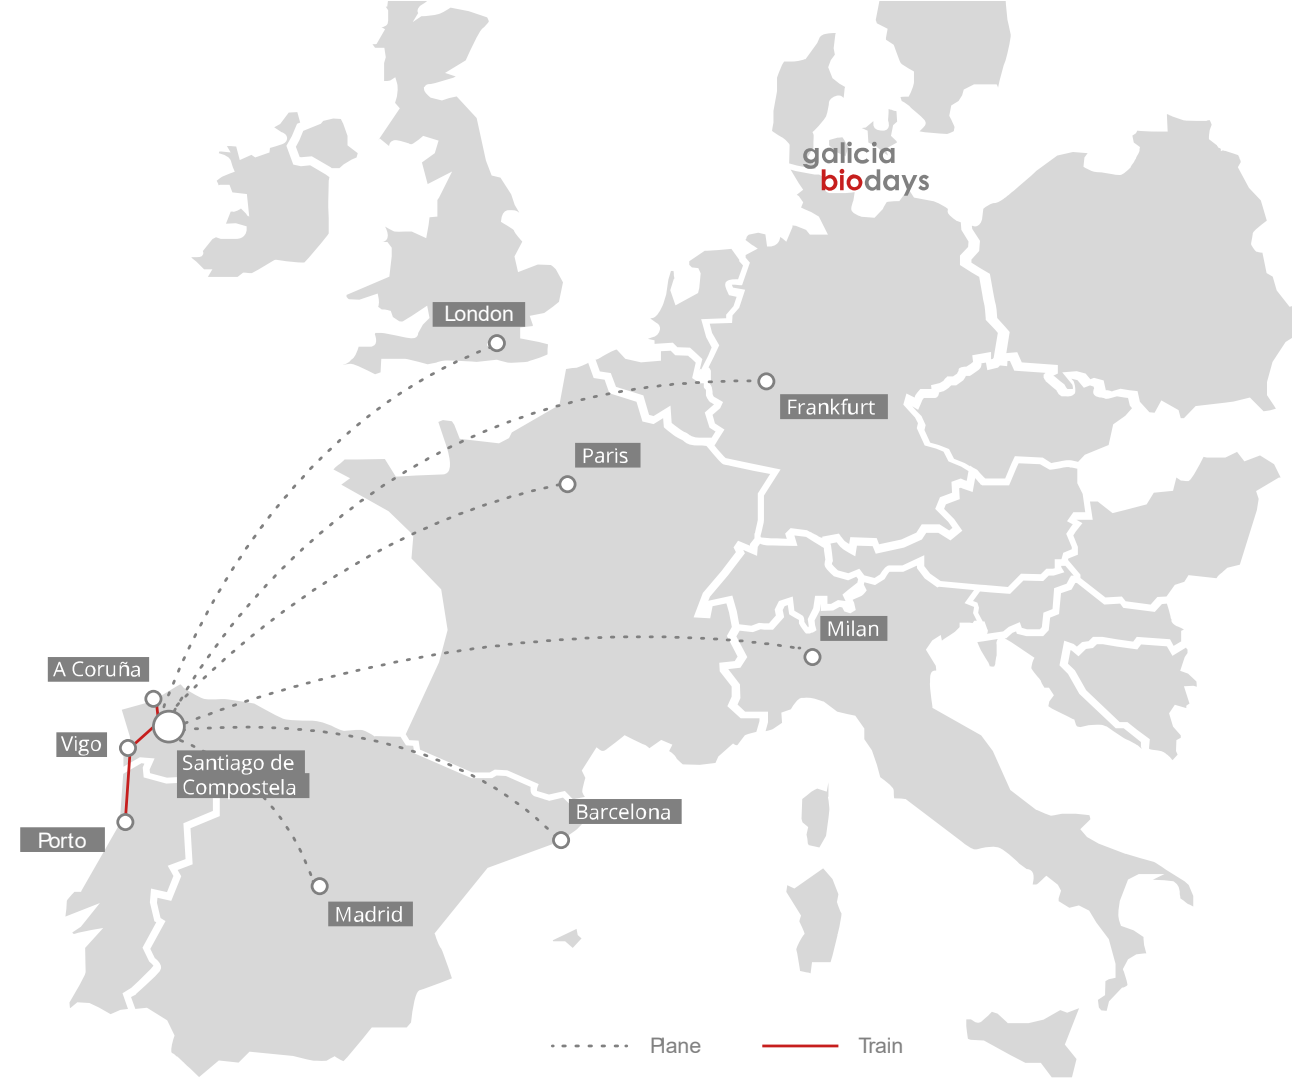 galicia
biodays
London
Frankfurt
Paris
Milan
A Coruña
Vigo
Santiago de
Compostela
Barcelona
Porto
Madrid
Plane
Train